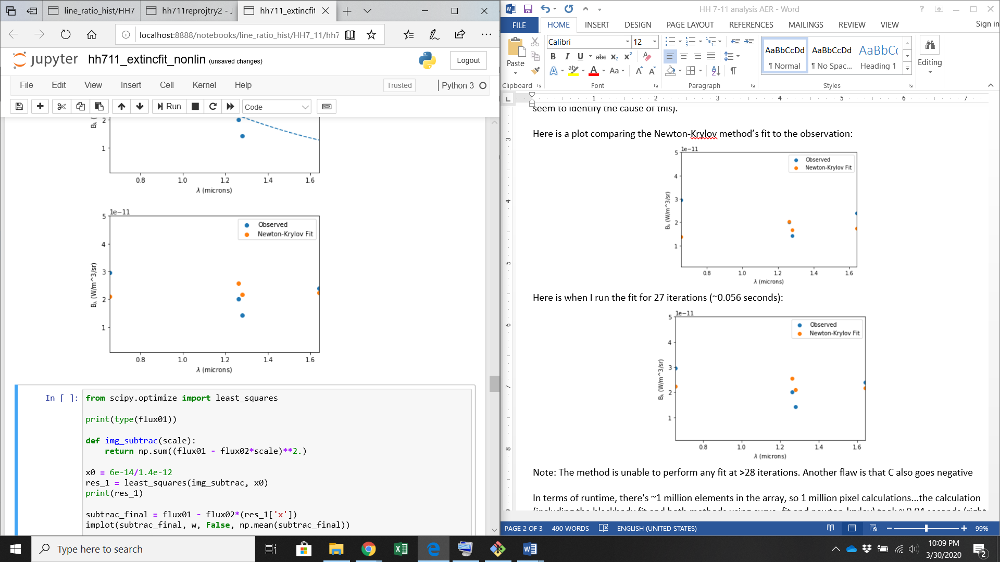 line_ratio_hist/HH7
hh711reprojtry2 - J
hh711_extincfit
localhost:8888/notebooks/line_ratio_hist/HH7_11/hh7
jupyter hh711_extincfit_nonlin (unsaved changes)
Logout
File Edit View Insert Cell Kernel Help
Trusted Python 3
Run Code
2
1
0.8 1.0 1.2 1.4 1.6
λ (microns)
1e−11
5
4
3
2
1
Bλ (W/m^3/sr)
Observed
Newton-Krylov Fit
0.8 1.0 1.2 1.4 1.6
λ (microns)
In [ ]:
from scipy.optimize import least_squares
print(type(flux01))
def img_subtrac(scale):
    return np.sum((flux01 - flux02*scale)**2.)
x0 = 6e-14/1.4e-12
res_1 = least_squares(img_subtrac, x0)
print(res_1)
subtrac_final = flux01 - flux02*(res_1['x'])
implot(subtrac_final, w, False, np.mean(subtrac_final))
HH 7-11 analysis AER - Word
FILE HOME INSERT DESIGN PAGE LAYOUT REFERENCES MAILINGS REVIEW VIEW Sign in
Paste
Calibri 12
AaBbCcDd AaBbCcDd AaBbCc
¶ Normal ¶ No Spac... Heading 1
Editing
Clipboard Font Paragraph Styles
1 2 3 4 5 6 7
seem to identify the cause of this).
Here is a plot comparing the Newton-Krylov method’s fit to the observation:
1e−11
5
4
3
2
1
Bλ (W/m^3/sr)
Observed
Newton-Krylov Fit
0.8 1.0 1.2 1.4 1.6
λ (microns)
Here is when I run the fit for 27 iterations (~0.056 seconds):
1e−11
5
4
3
2
1
Bλ (W/m^3/sr)
Observed
Newton-Krylov Fit
0.8 1.0 1.2 1.4 1.6
λ (microns)
Note: The method is unable to perform any fit at >28 iterations. Another flaw is that C also goes negative
In terms of runtime, there's ~1 million elements in the array, so 1 million pixel calculations...the calculation
3
4
5
6
7
8
PAGE 2 OF 3 490 WORDS ENGLISH (UNITED STATES) 99%
Type here to search
10:09 PM
3/30/2020
2